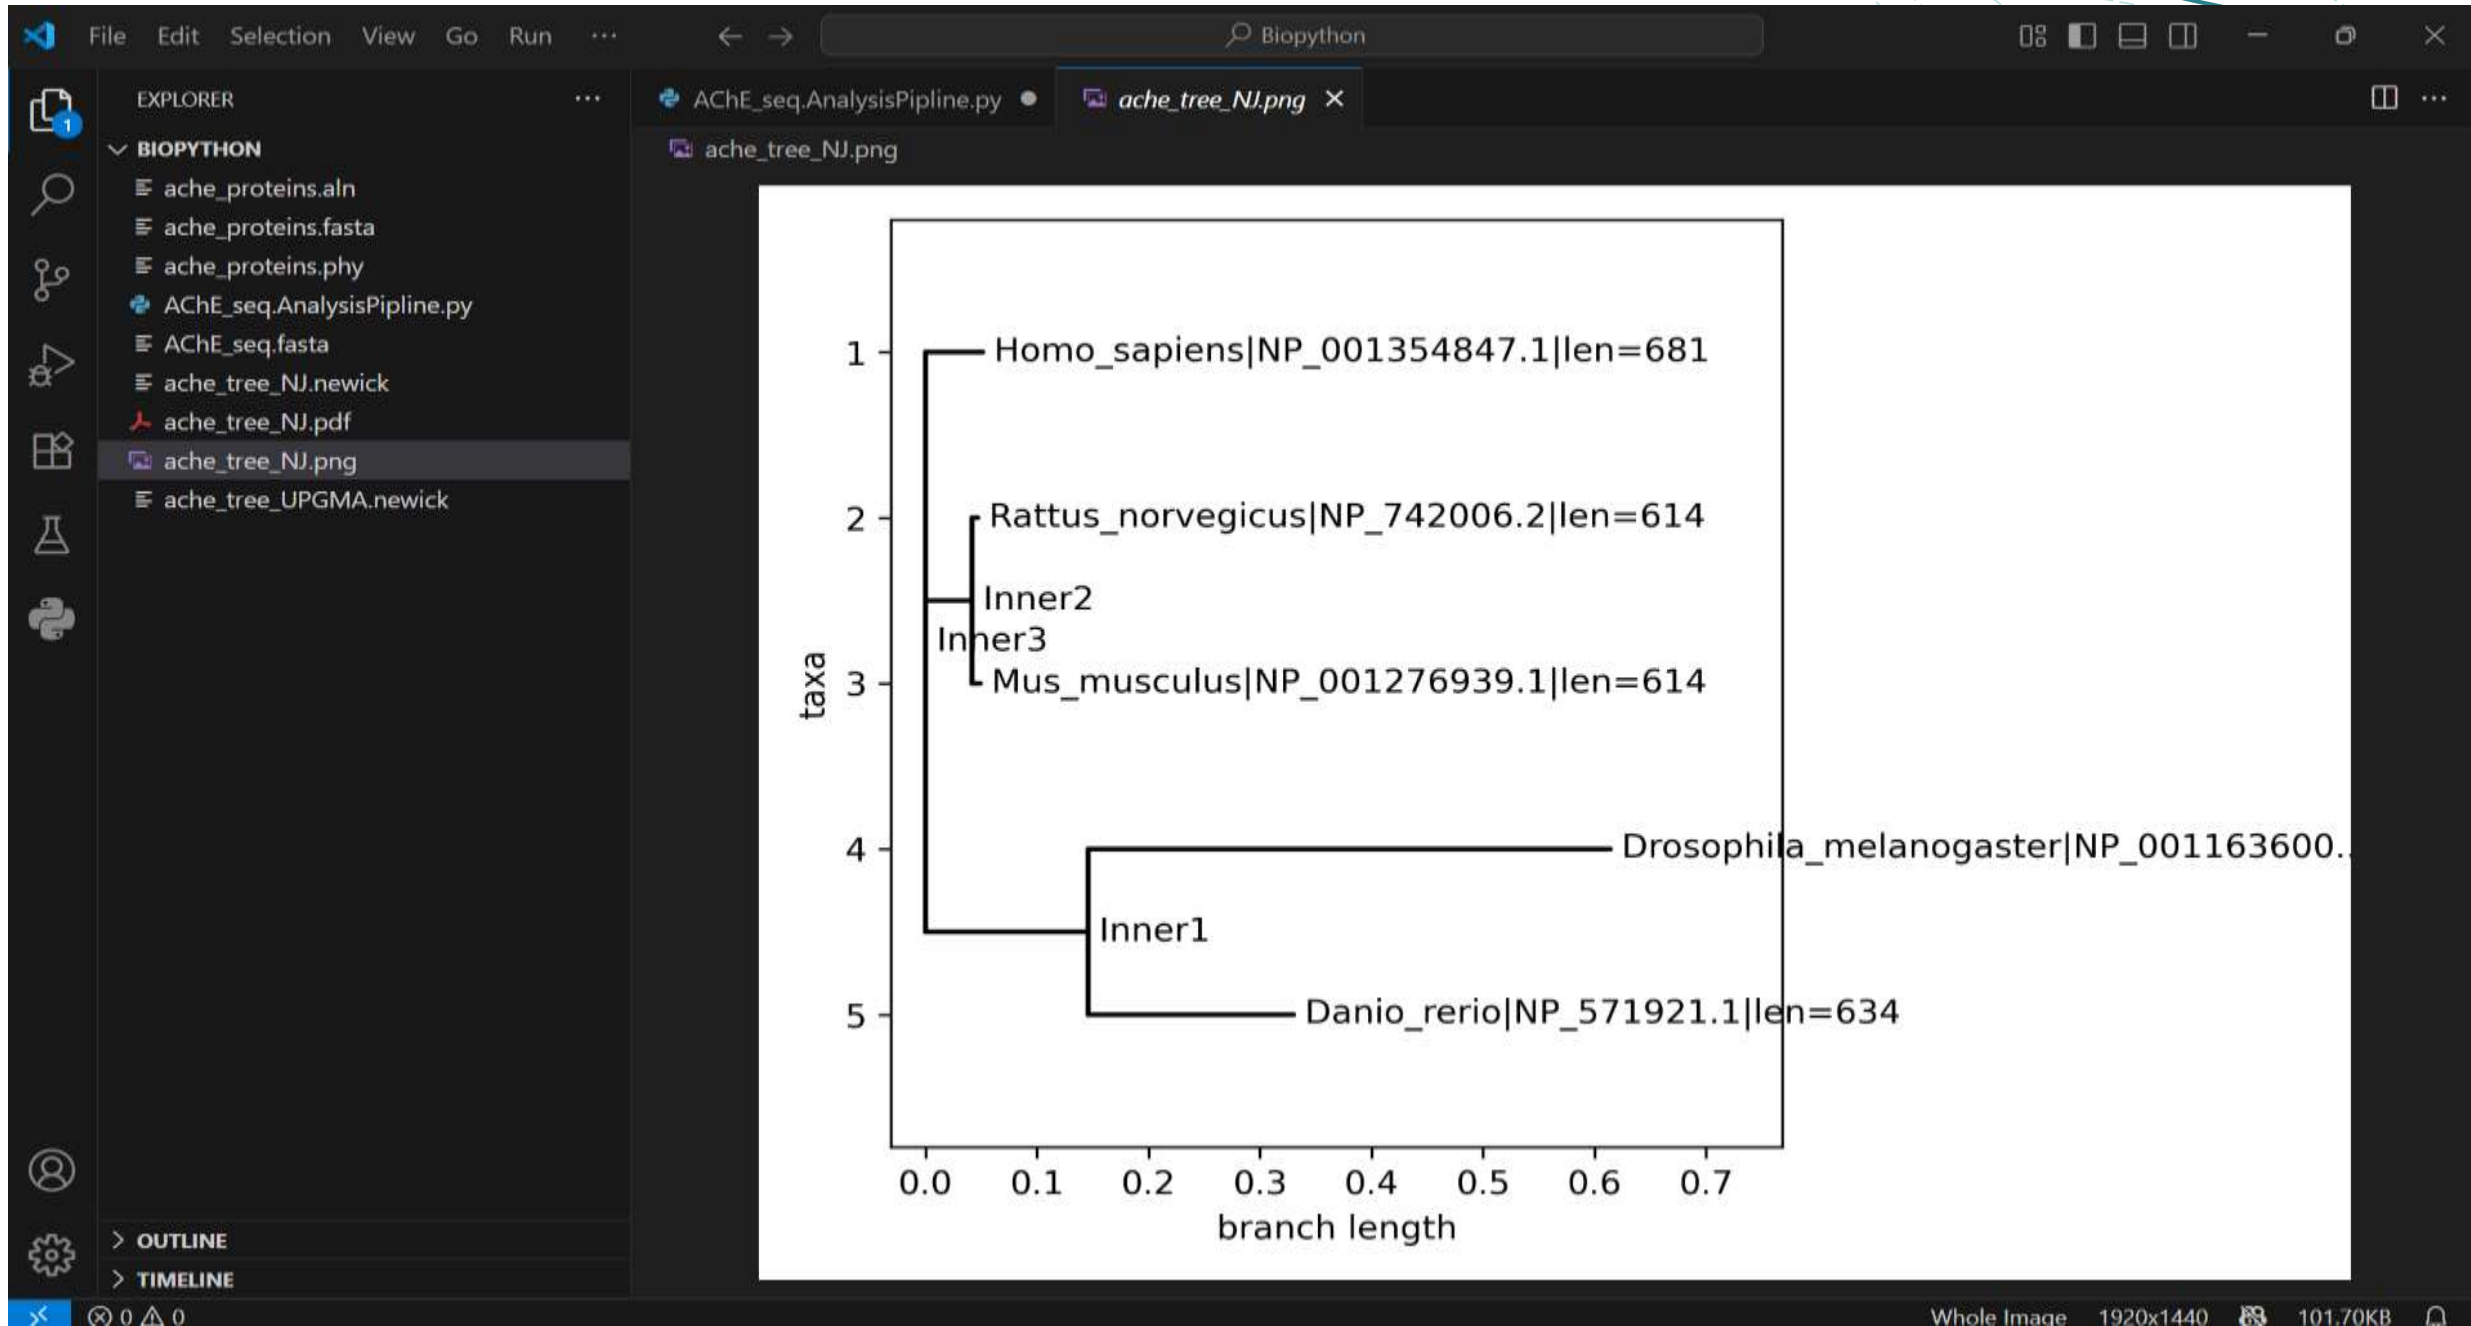 File Edit Selection View Go Run ··· Biopython
EXPLORER ···
1
BIOPYTHON
ache_proteins.aln
ache_proteins.fasta
ache_proteins.phy
AChE_seq.AnalysisPipline.py
AChE_seq.fasta
ache_tree_NJ.newick
ache_tree_NJ.pdf
ache_tree_NJ.png
ache_tree_UPGMA.newick
OUTLINE
TIMELINE
AChE_seq.AnalysisPipline.py ache_tree_NJ.png
ache_tree_NJ.png
1 Homo_sapiens|NP_001354847.1|len=681
2 Rattus_norvegicus|NP_742006.2|len=614
Inner2
Inner3
taxa
3 Mus_musculus|NP_001276939.1|len=614
4 Drosophila_melanogaster|NP_001163600..
Inner1
5 Danio_rerio|NP_571921.1|len=634
0.0 0.1 0.2 0.3 0.4 0.5 0.6 0.7
branch length
0 0 Whole Image 1920x1440 101.70KB